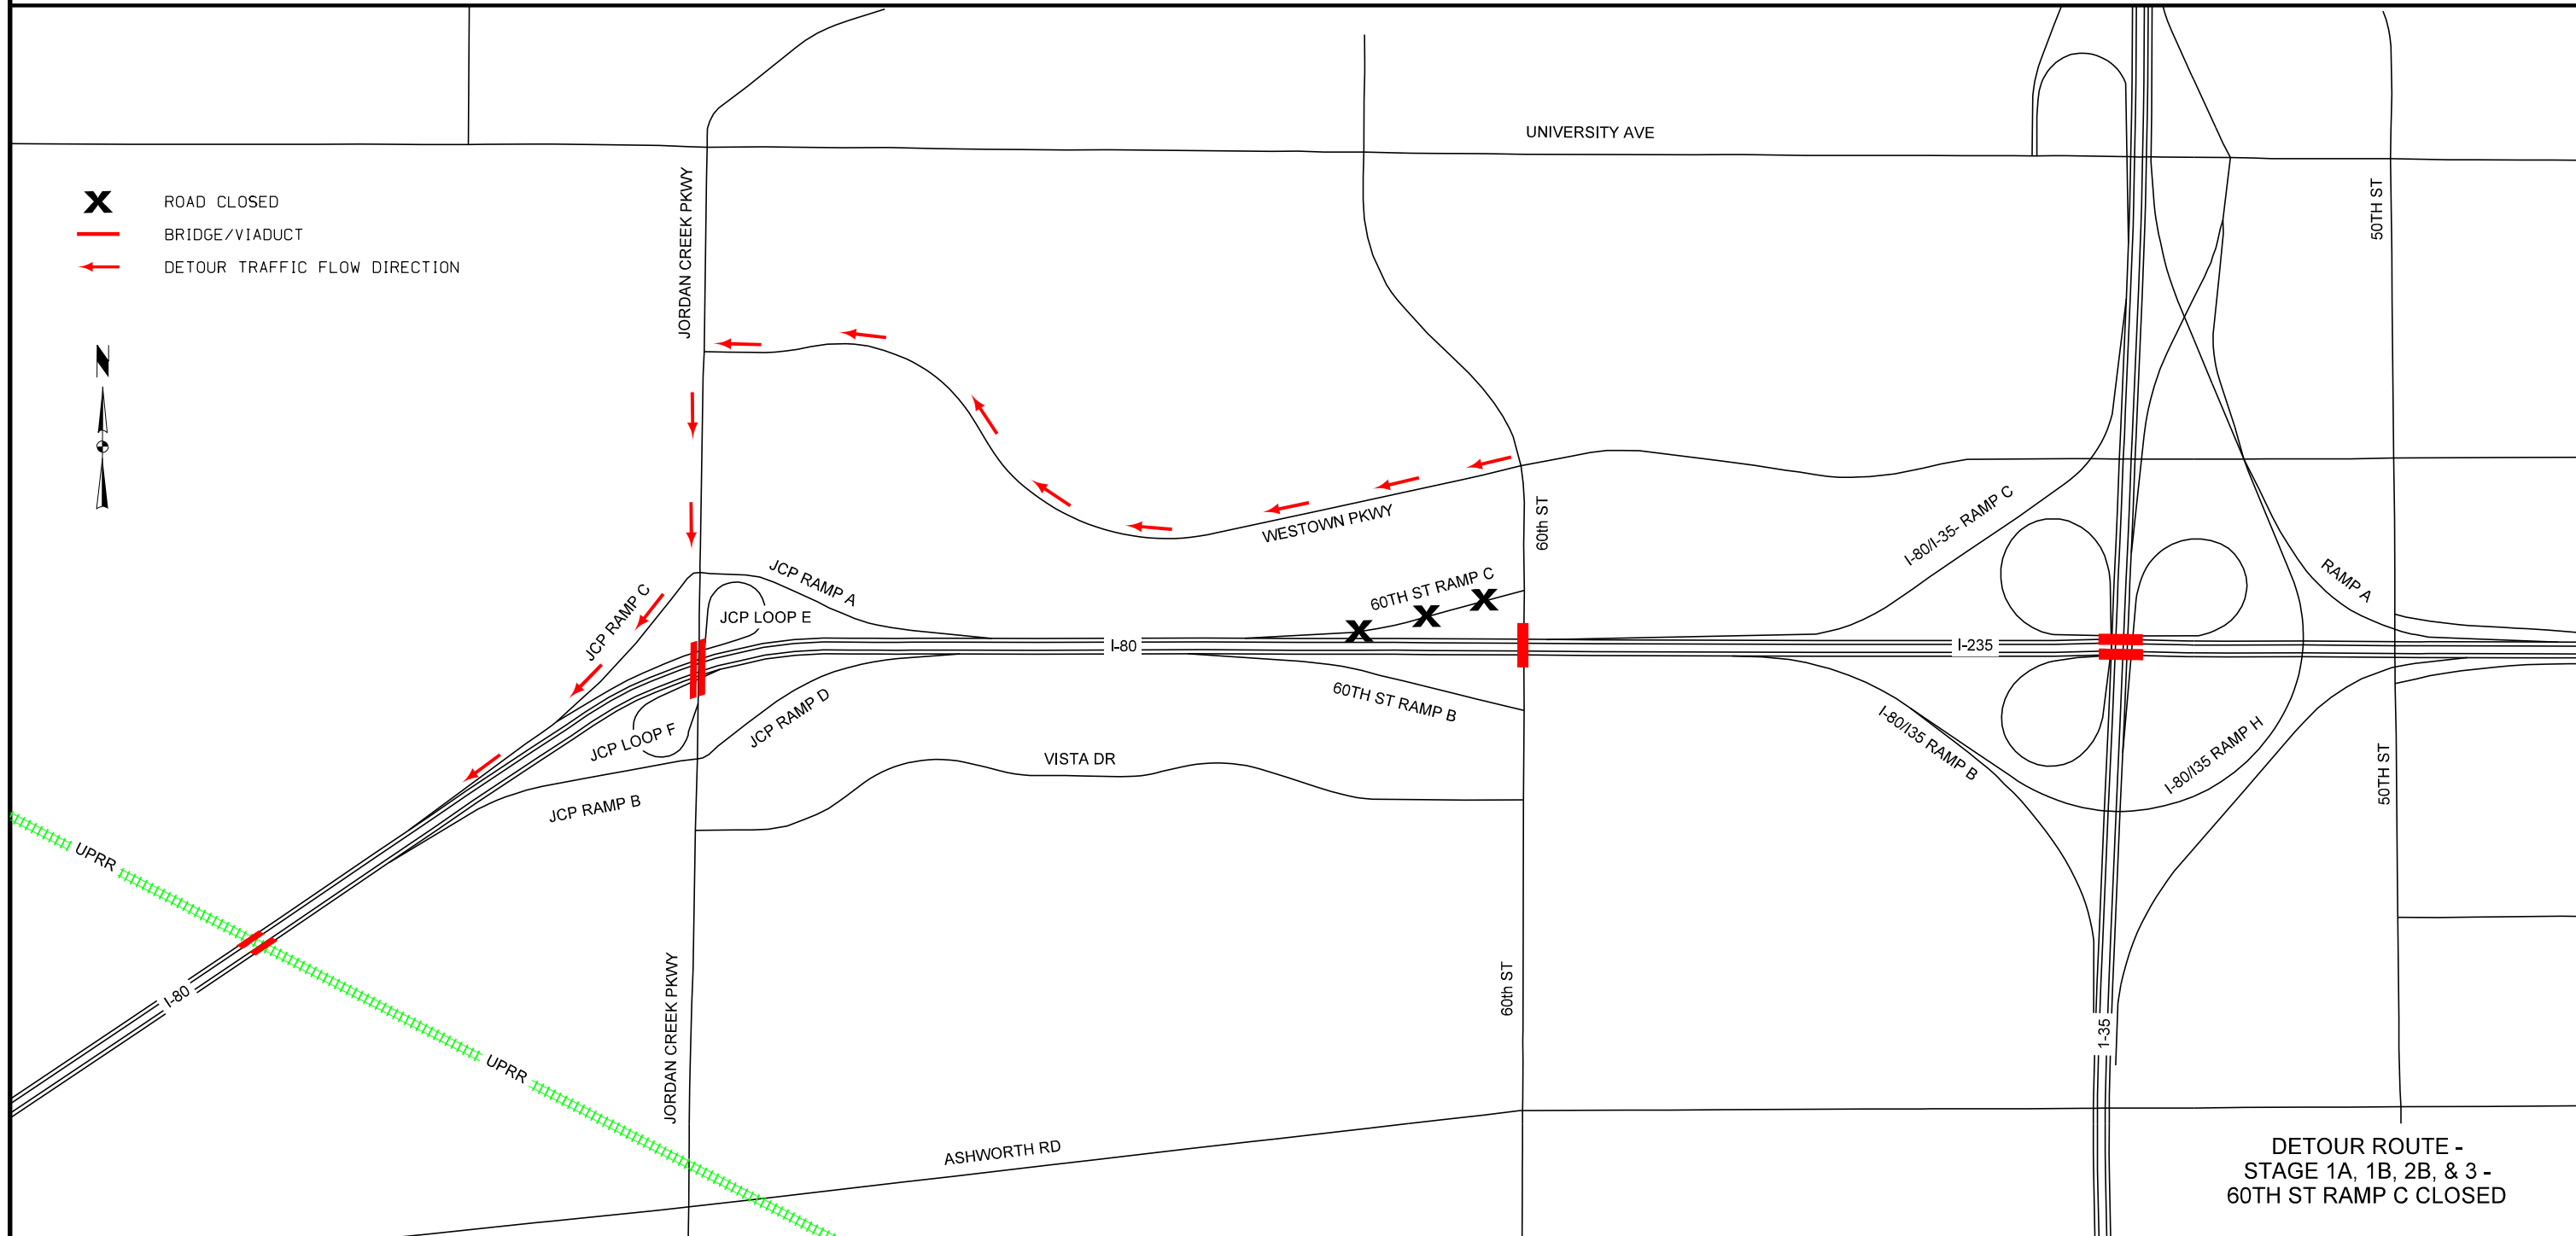 UNIVERSITY AVE
ROAD CLOSED
BRIDGE/VIADUCT
DETOUR TRAFFIC FLOW DIRECTION
N
JORDAN CREEK PKWY
50TH ST
WESTOWN PKWY
60th ST
I-80/I-35- RAMP C
JCP RAMP A
JCP RAMP C
JCP LOOP E
60TH ST RAMP C
RAMP A
I-80
I-235
JCP RAMP D
JCP LOOP F
60TH ST RAMP B
I-80/I35 RAMP B
I-80/I35 RAMP H
VISTA DR
50TH ST
JCP RAMP B
UPRR
I-80
60th ST
JORDAN CREEK PKWY
1-35
UPRR
ASHWORTH RD
DETOUR ROUTE -
STAGE 1A, 1B, 2B, & 3 -
60TH ST RAMP C CLOSED